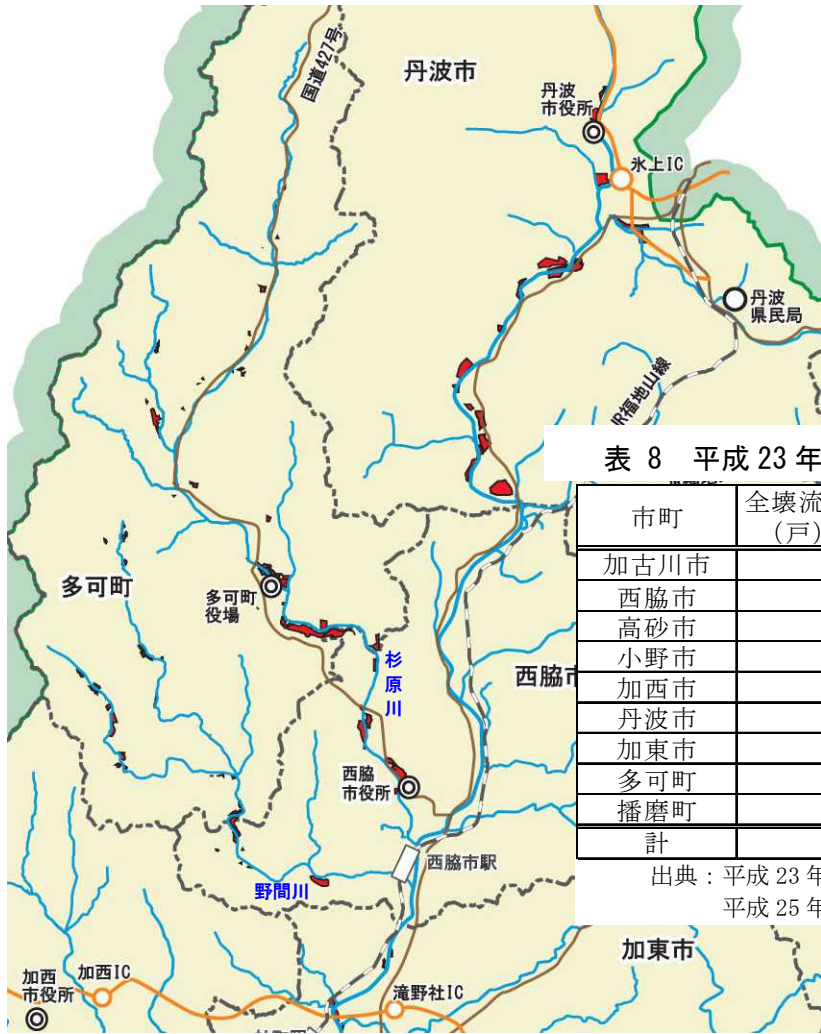 国道427号
丹波市
丹波
市役所
氷上IC
丹波
県民局
JR福地山線
表 8 平成 23 年
市町
全壊流
(戸)
加古川市
西脇市
高砂市
小野市
加西市
丹波市
加東市
多可町
播磨町
計
出典：平成 23 年
平成 25 年
多可町
多可町
役場
杉原川
西脇市
西脇
市役所
西脇市駅
野間川
加東市
加西
市役所
加西IC
滝野社IC